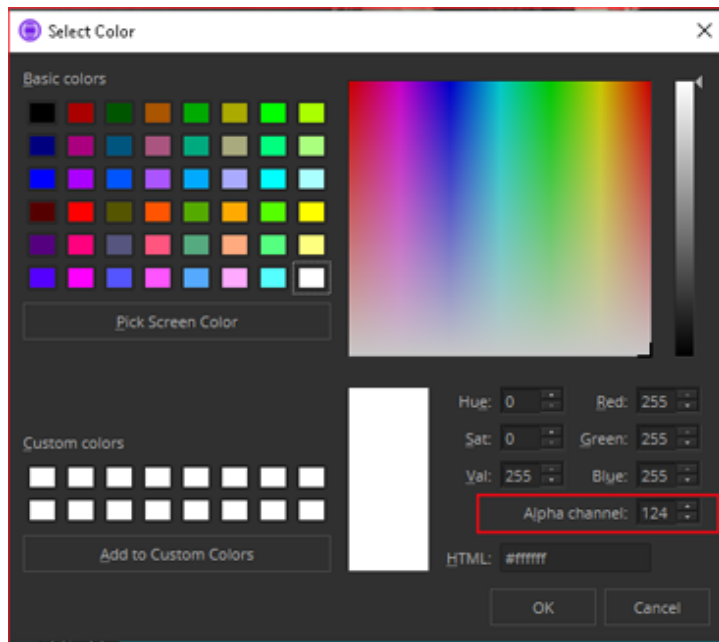 Select Color
Basic colors
Pick Screen Color
Custom colors
Add to Custom Colors
Hue: 0 Red: 255
Sat: 0 Green: 255
Val: 255 Blue: 255
Alpha channel: 124
HTML: #ffffff
OK Cancel